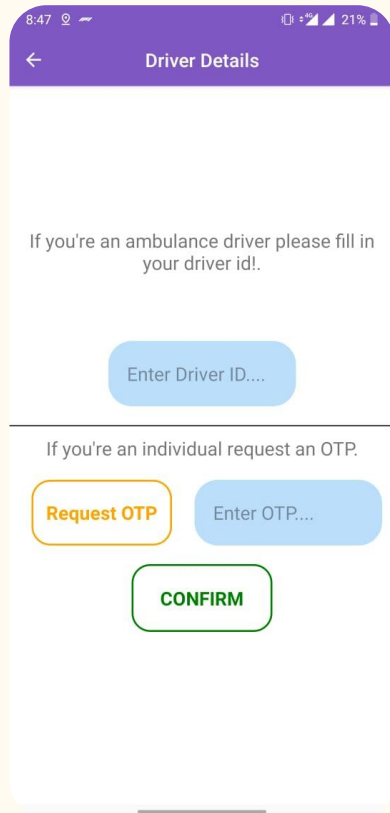 8:47 4G 21%
Driver Details
If you're an ambulance driver please fill in
your driver id!.
Enter Driver ID....
If you're an individual request an OTP.
Request OTP Enter OTP....
CONFIRM